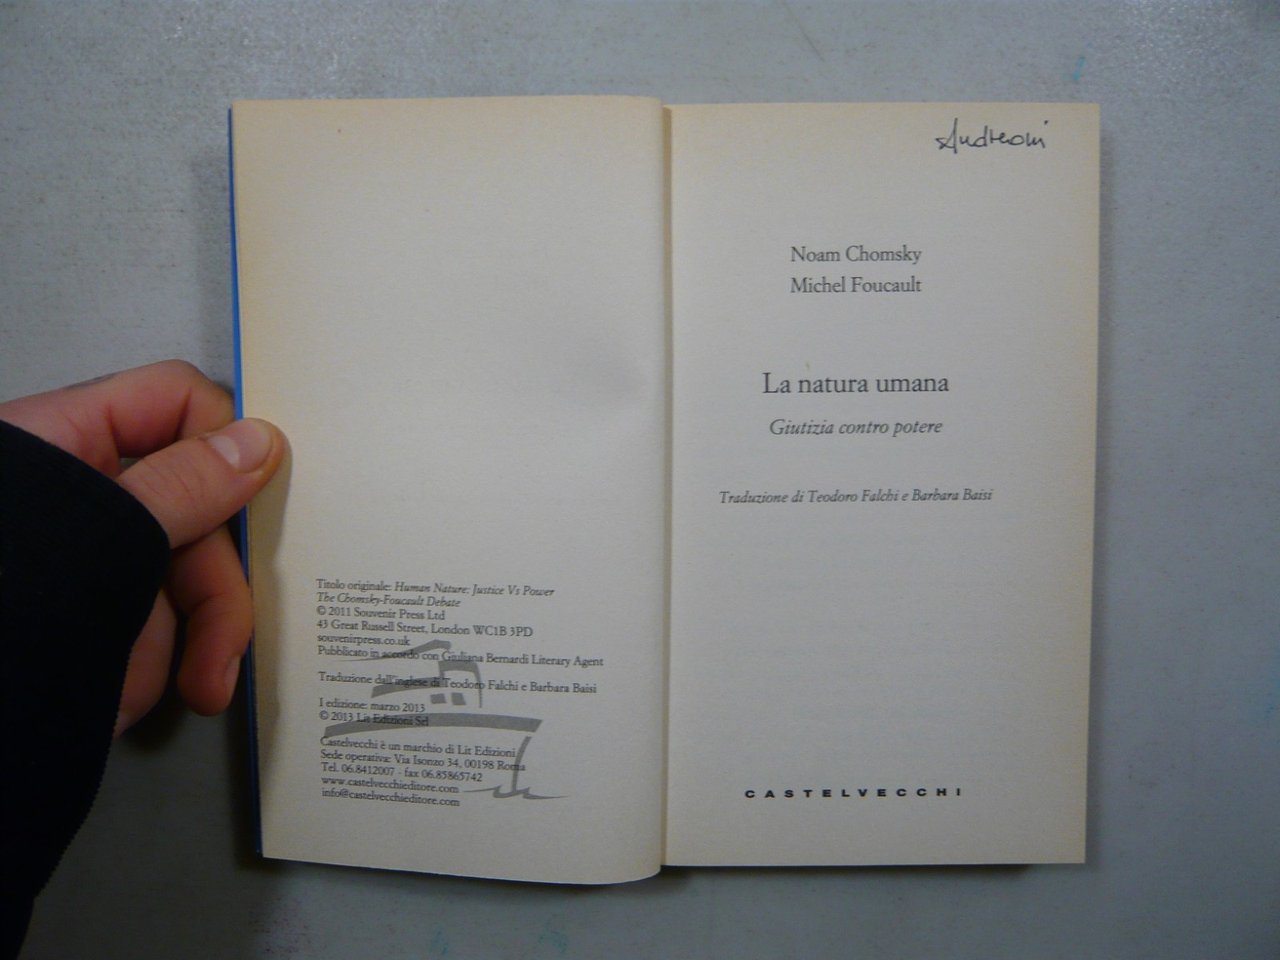 Titolo originale: Human Nature: Justice Vs Power
The Chomsky-Foucault Debate
© 2011 Souvenir Press Ltd
43 Great Russell Street, London WC1B 3PD
souvenirpress.co.uk
Pubblicato in accordo con Giuliana Bernardi Literary Agent
Traduzione dall'inglese di Teodoro Falchi e Barbara Baisi
I edizione: marzo 2013
© 2013 Lit Edizioni Srl
Castelvecchi è un marchio di Lit Edizioni
Sede operativa: Via Isonzo 34, 00198 Roma
Tel. 06.8412007 - fax 06.85865742
www.castelvecchieditore.com
info@castelvecchieditore.com
Andreoni
Noam Chomsky
Michel Foucault
La natura umana
Giutizia contro potere
Traduzione di Teodoro Falchi e Barbara Baisi
CASTELVECCHI